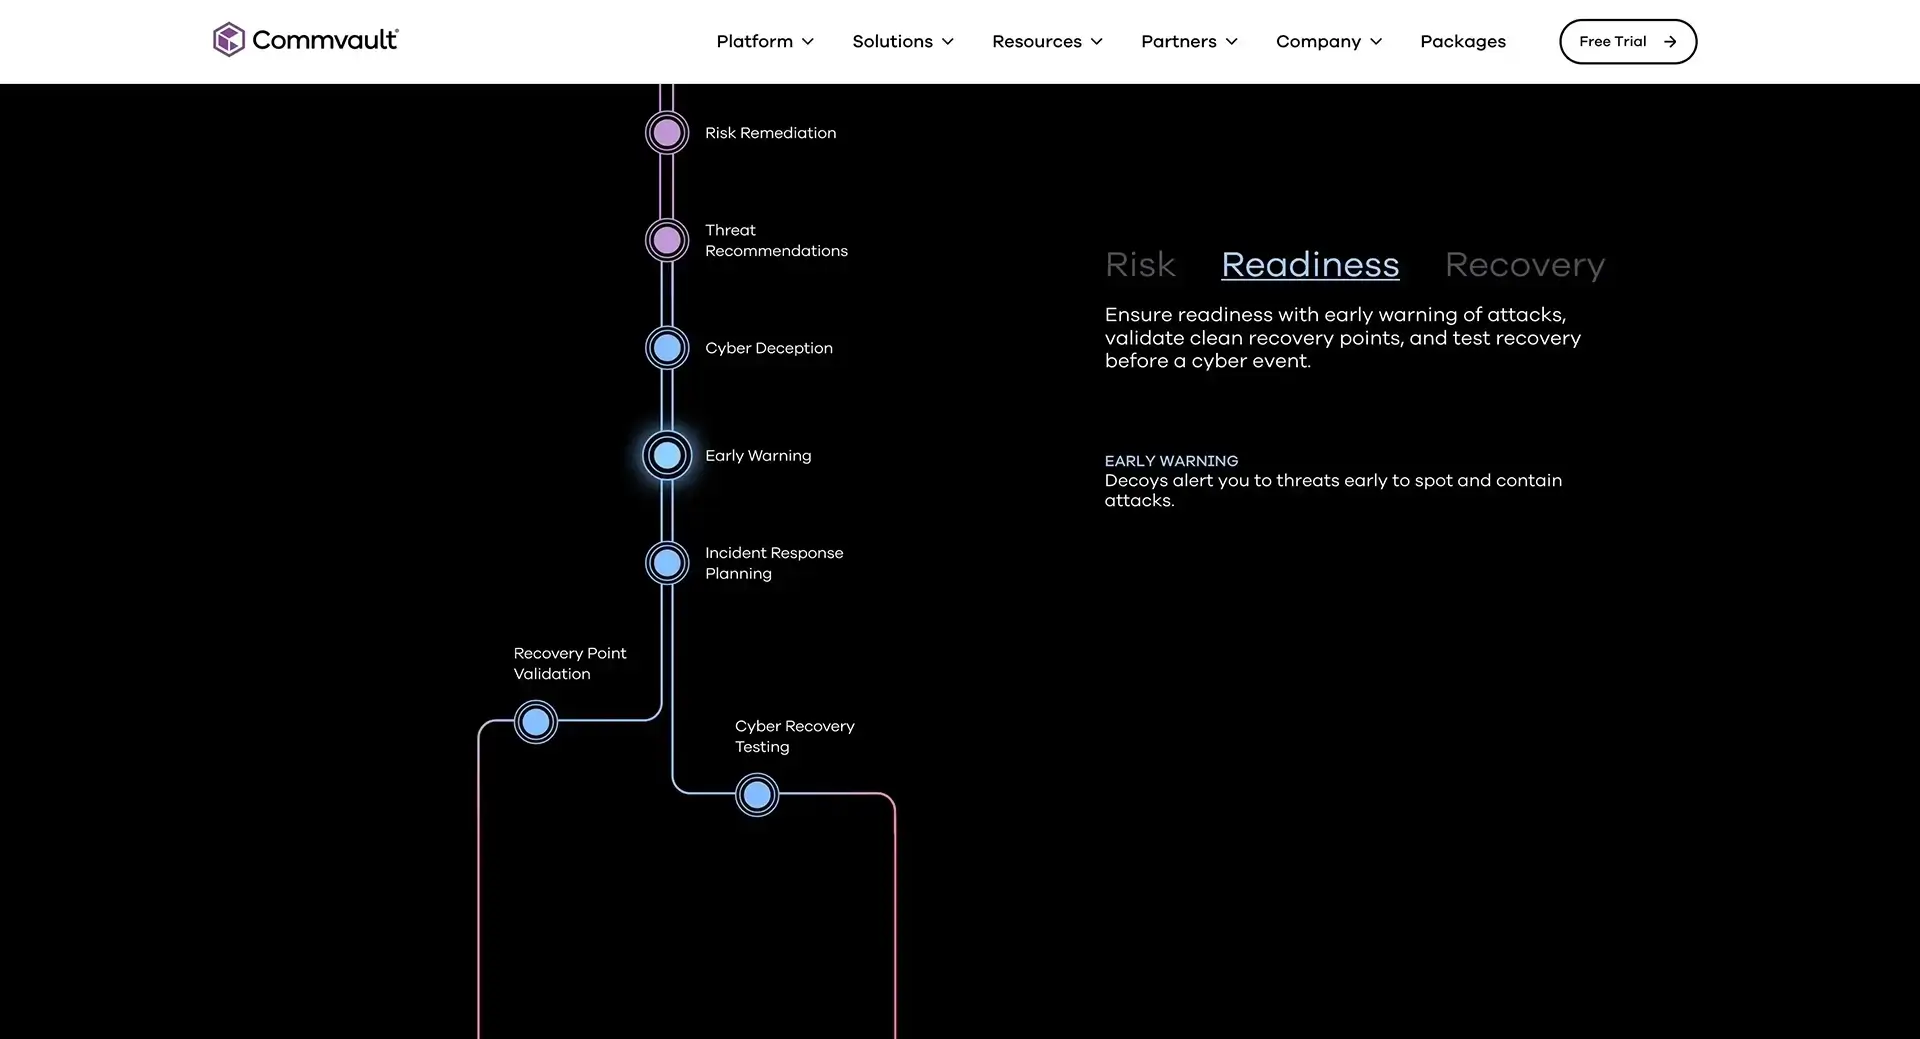 Commvault®
Platform
Solutions
Resources
Partners
Company
Packages
Free Trial
Risk Remediation
Threat
Recommendations
Cyber Deception
Early Warning
Incident Response
Planning
Recovery Point
Validation
Cyber Recovery
Testing
Risk Readiness Recovery
Ensure readiness with early warning of attacks,
validate clean recovery points, and test recovery
before a cyber event.
EARLY WARNING
Decoys alert you to threats early to spot and contain
attacks.